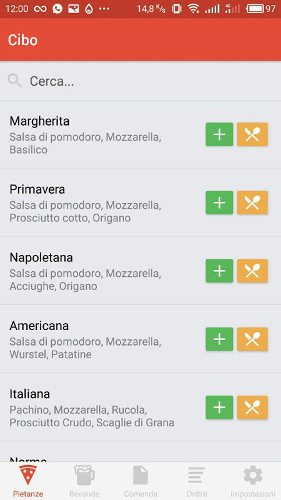 12:00 14,8 K/s 97
Cibo
Cerca...
Margherita
Salsa di pomodoro, Mozzarella,
Basilico
Primavera
Salsa di pomodoro, Mozzarella,
Prosciutto cotto, Origano
Napoletana
Salsa di pomodoro, Mozzarella,
Acciughe, Origano
Americana
Salsa di pomodoro, Mozzarella,
Wurstel, Patatine
Italiana
Pachino, Mozzarella, Rucola,
Prosciutto Crudo, Scaglie di Grana
Pietanze Bevande Comanda Ordini Impostazioni